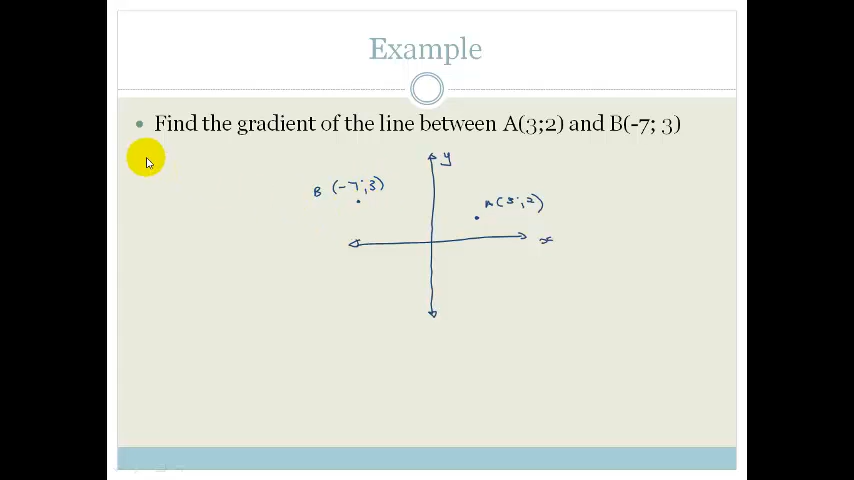 Example
Find the gradient of the line between A(3;2) and B(-7; 3)
y
B (-7;3)
A(3;2)
x